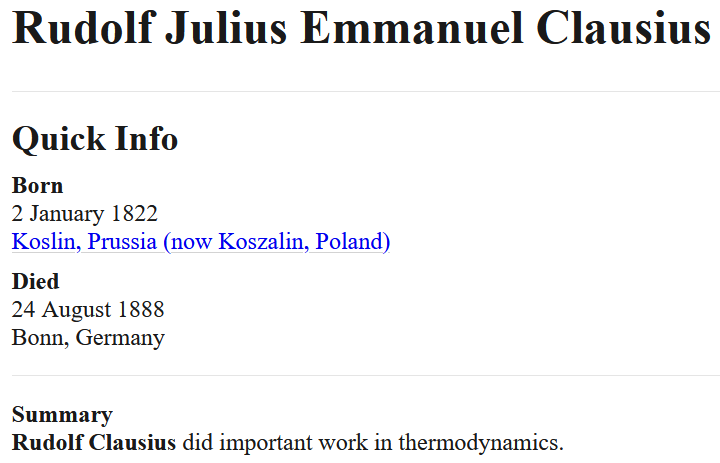 Rudolf Julius Emmanuel Clausius
Quick Info
Born
2 January 1822
Koslin, Prussia (now Koszalin, Poland)
Died
24 August 1888
Bonn, Germany
Summary
Rudolf Clausius did important work in thermodynamics.